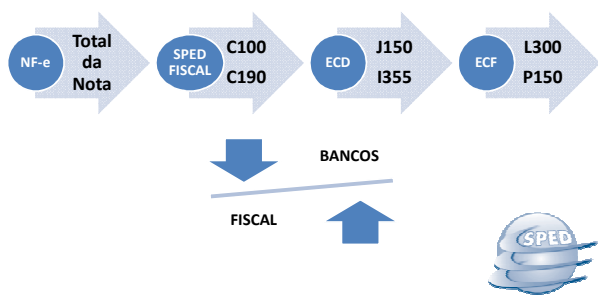 NF-e
Total
da
Nota
SPED
FISCAL
C100
C190
ECD
J150
I355
ECF
L300
P150
BANCOS
FISCAL
SPED